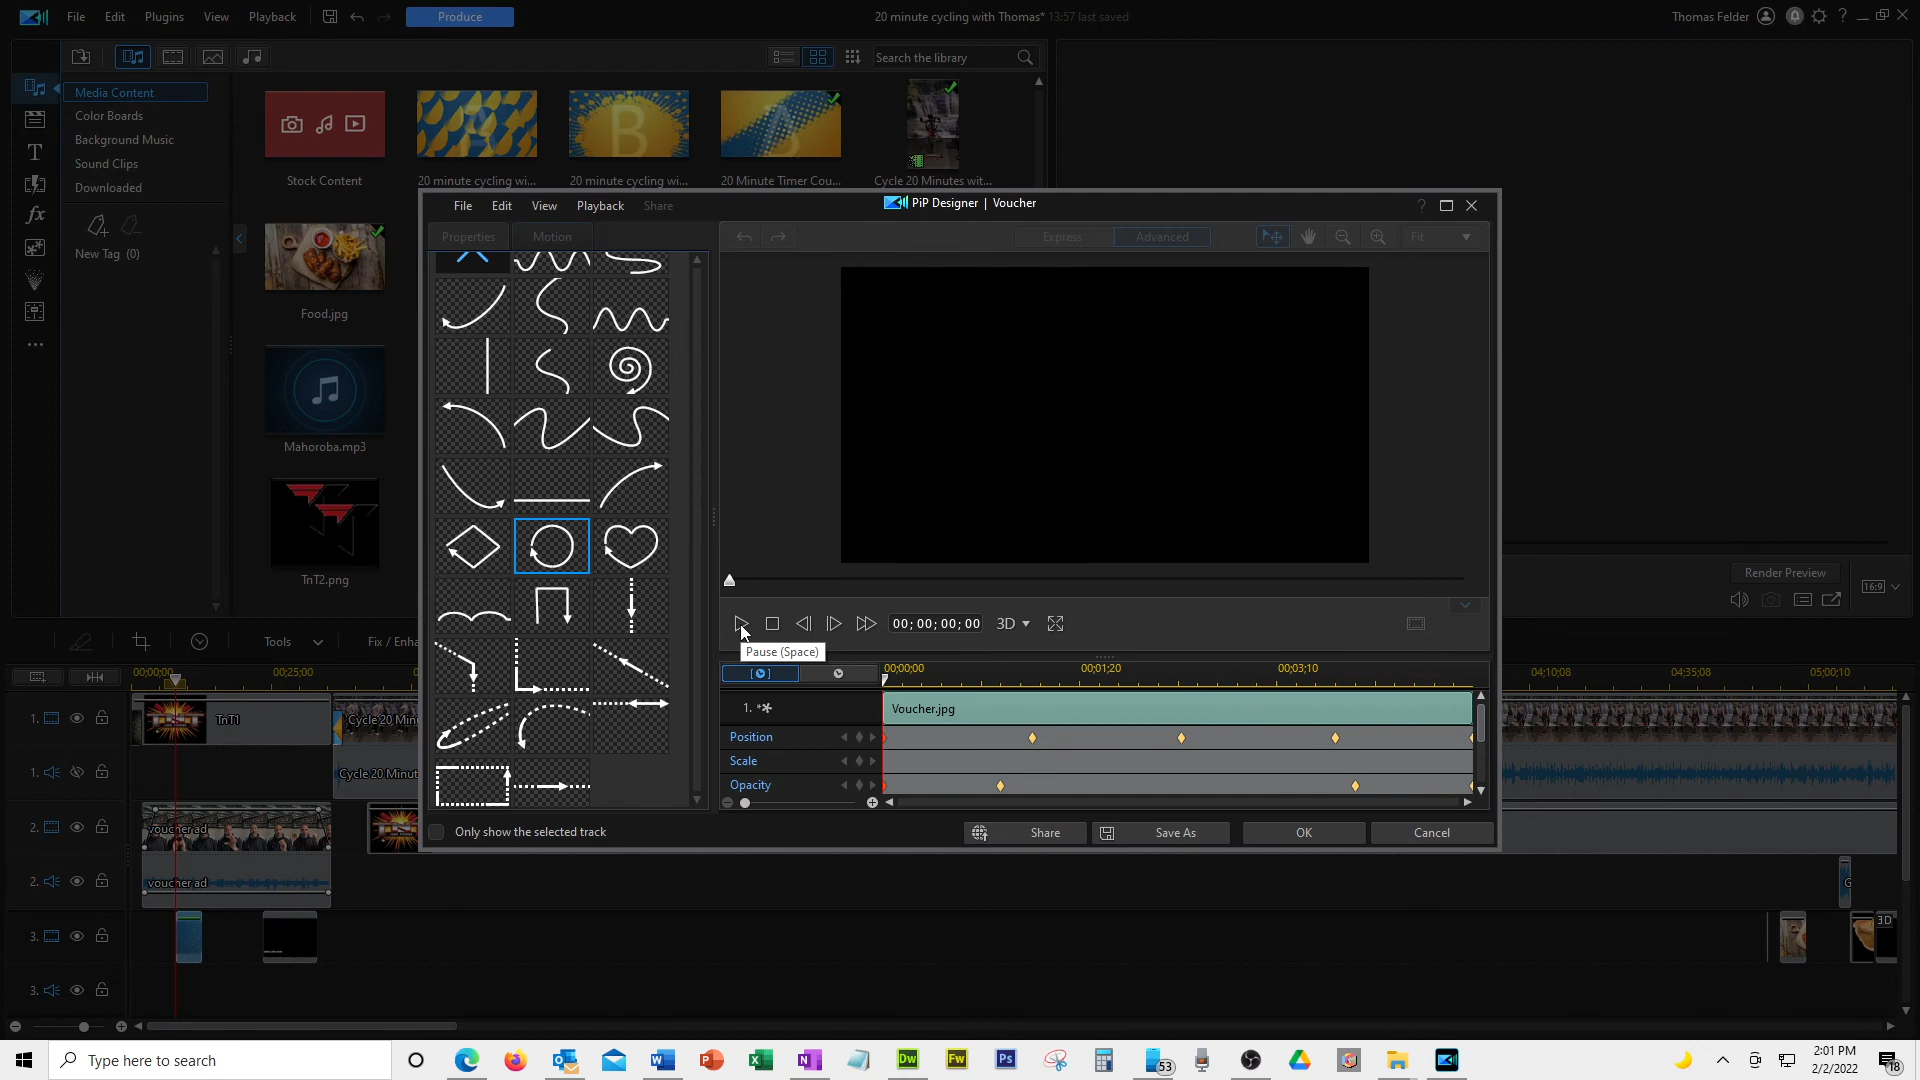 File Edit Plugins View Playback Produce 20 minute cycling with Thomas* 13:57 last saved Thomas Felder ?
Search the library
Media Content
Color Boards
Background Music
Sound Clips
Downloaded
New Tag (0)
Stock Content 20 minute cycling wi... 20 minute cycling wi... 20 Minute Timer Cou... Cycle 20 Minutes wit...
Food.jpg
Mahoroba.mp3
TnT2.png
PiP Designer | Voucher
File Edit View Playback Share
Properties Motion
Express Advanced Fit
00;00;00;00 3D
Pause (Space)
00;00;00 00;01;20 00;03;10
1. Voucher.jpg
Position
Scale
Opacity
Only show the selected track
Share Save As OK Cancel
Render Preview 16:9
Tools Fix / Enha
00;00;00 00;25;00 04;10;08 04;35;08 05;00;10
1. TnT1 Cycle 20 Minu
1. Cycle 20 Minut
2. voucher ad
2. voucher ad G
3. 3D
3.
Type here to search
53
2:01 PM
2/2/2022
18